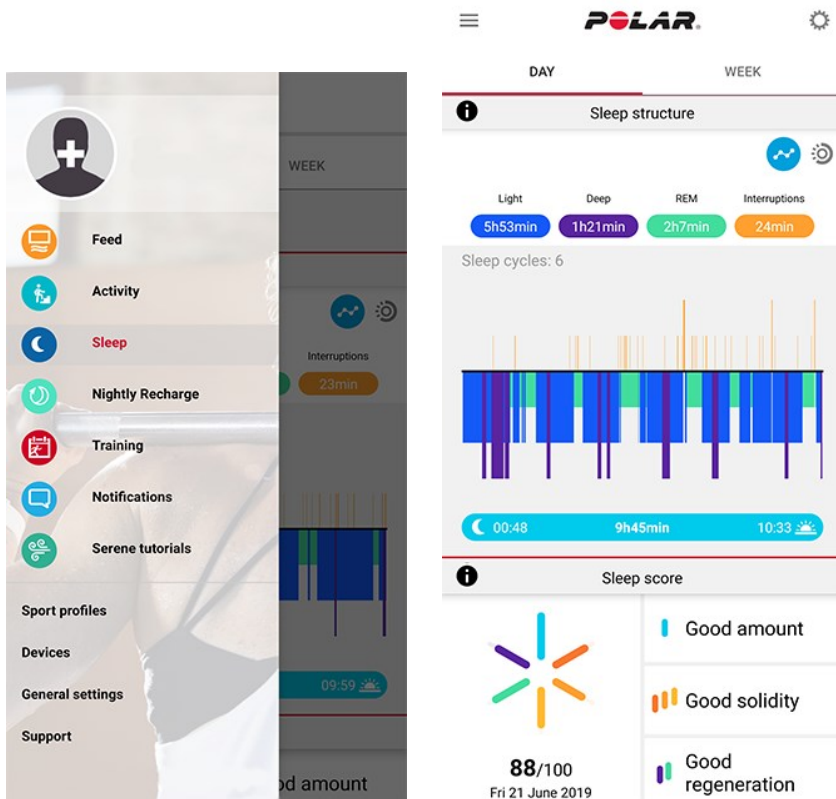 WEEK
Feed
Activity
Sleep
Interruptions
23min
Nightly Recharge
Training
Notifications
Serene tutorials
Sport profiles
Devices
09:59
General settings
Support
od amount
POLAR
DAY WEEK
Sleep structure
Light Deep REM Interruptions
5h53min 1h21min 2h7min 24min
Sleep cycles: 6
00:48 9h45min 10:33
Sleep score
Good amount
Good solidity
88/100
Fri 21 June 2019
Good
regeneration